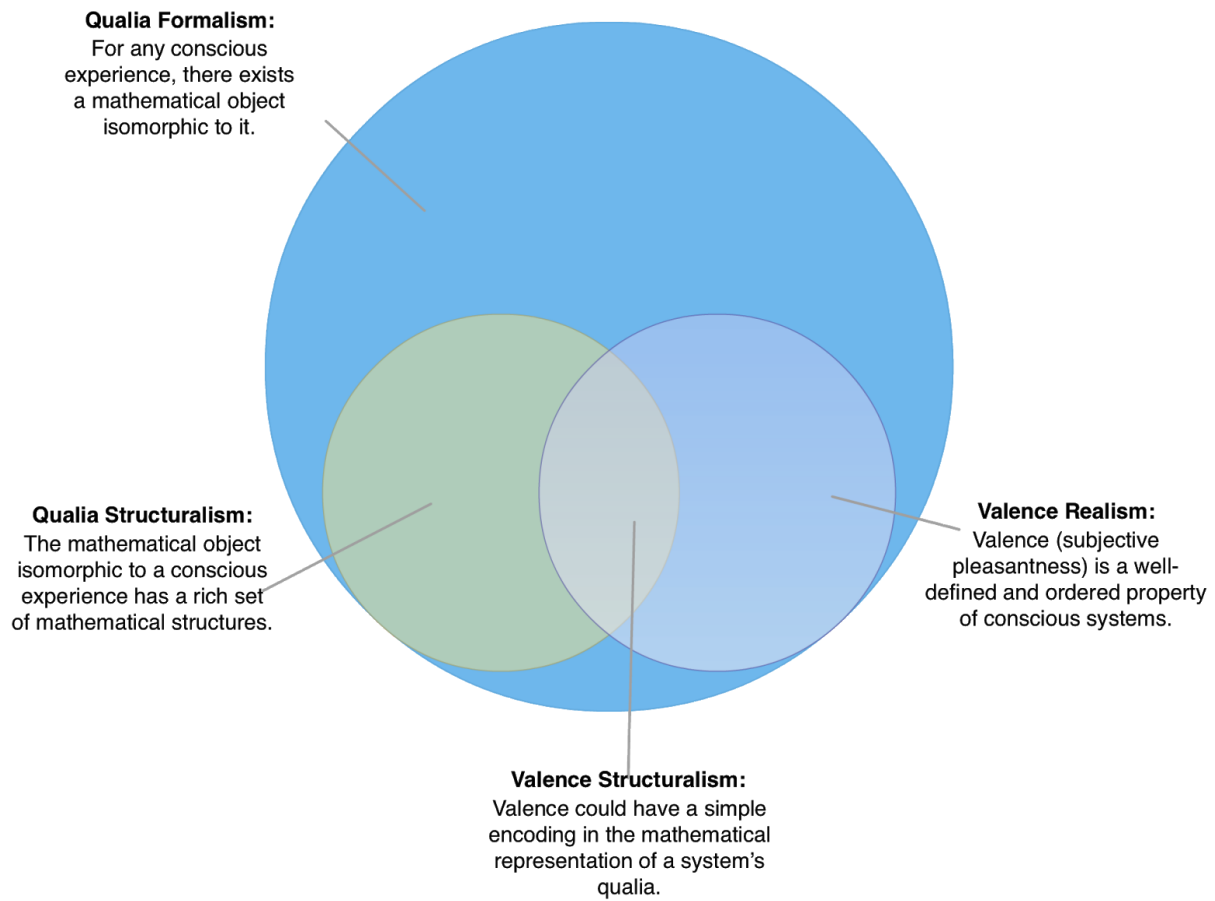 Qualia Formalism:
For any conscious
experience, there exists
a mathematical object
isomorphic to it.
Qualia Structuralism:
The mathematical object
isomorphic to a conscious
experience has a rich set
of mathematical structures.
Valence Realism:
Valence (subjective
pleasantness) is a well-
defined and ordered property
of conscious systems.
Valence Structuralism:
Valence could have a simple
encoding in the mathematical
representation of a system's
qualia.